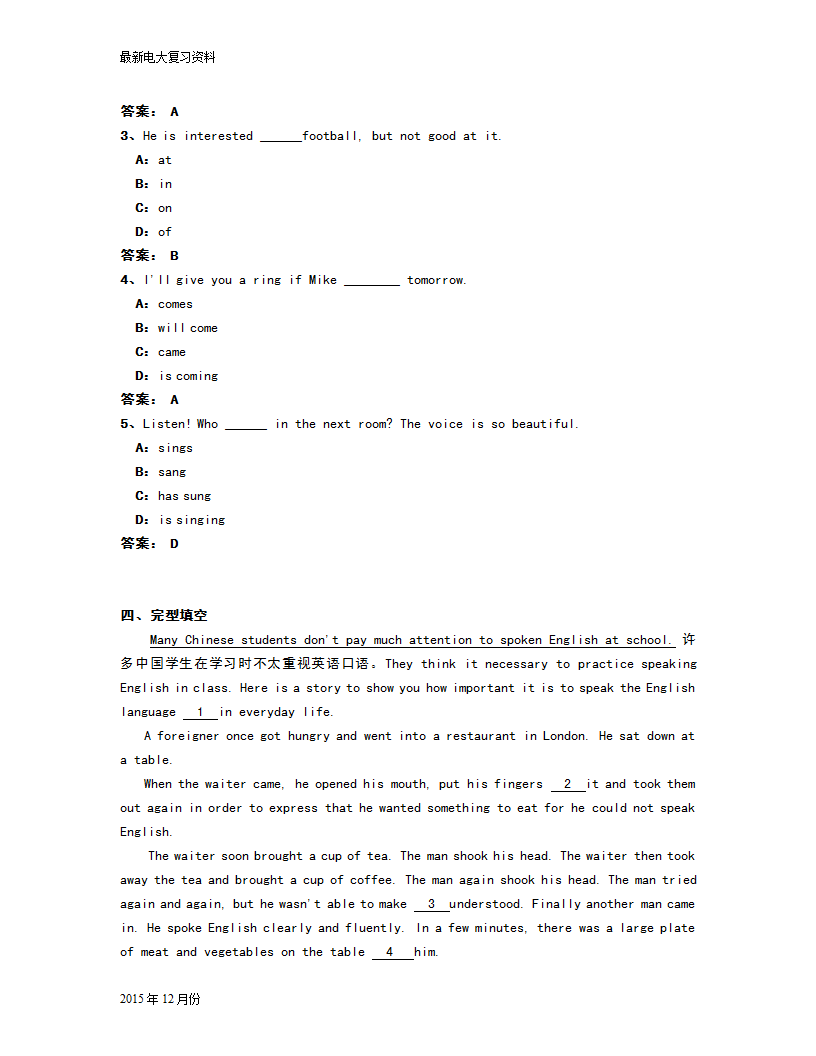 最新电大复习资料
答案： A
3、He is interested ______football, but not good at it.
A：at
B：in
C：on
D：of
答案： B
4、I'll give you a ring if Mike ________ tomorrow.
A：comes
B：will come
C：came
D：is coming
答案： A
5、Listen! Who ______ in the next room? The voice is so beautiful.
A：sings
B：sang
C：has sung
D：is singing
答案： D
四、完型填空
Many Chinese students don't pay much attention to spoken English at school. 许
多中国学生在学习时不太重视英语口语。They think it necessary to practice speaking
English in class. Here is a story to show you how important it is to speak the English
language __1__in everyday life.
A foreigner once got hungry and went into a restaurant in London. He sat down at
a table.
When the waiter came, he opened his mouth, put his fingers __2__it and took them
out again in order to express that he wanted something to eat for he could not speak
English.
The waiter soon brought a cup of tea. The man shook his head. The waiter then took
away the tea and brought a cup of coffee. The man again shook his head. The man tried
again and again, but he wasn't able to make __3__understood. Finally another man came
in. He spoke English clearly and fluently. In a few minutes, there was a large plate
of meat and vegetables on the table __4__him.
2015年12月份